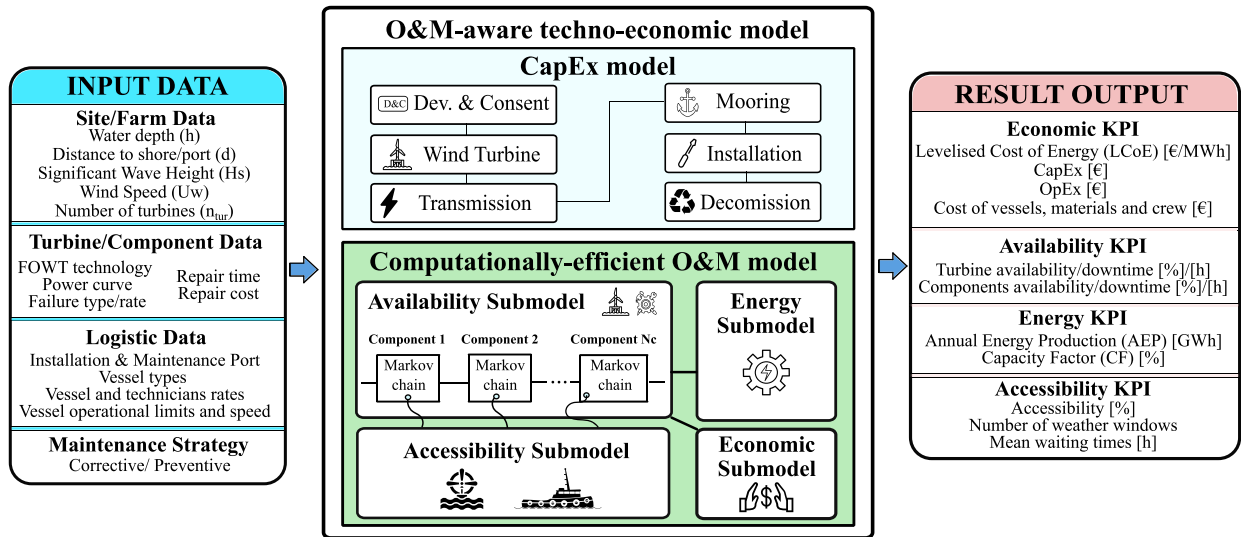 INPUT DATA
Site/Farm Data
Water depth (h)
Distance to shore/port (d)
Significant Wave Height (Hs)
Wind Speed (Uw)
Number of turbines (n_tur)
Turbine/Component Data
FOWT technology
Power curve
Failure type/rate
Repair time
Repair cost
Logistic Data
Installation & Maintenance Port
Vessel types
Vessel and technicians rates
Vessel operational limits and speed
Maintenance Strategy
Corrective/ Preventive
O&M-aware techno-economic model
CapEx model
D&C Dev. & Consent
Wind Turbine
Transmission
Mooring
Installation
Decomission
Computationally-efficient O&M model
Availability Submodel
Component 1
Component 2
Component Nc
Markov
chain
Markov
chain
Markov
chain
Accessibility Submodel
Energy
Submodel
Economic
Submodel
RESULT OUTPUT
Economic KPI
Levelised Cost of Energy (LCoE) [€/MWh]
CapEx [€]
OpEx [€]
Cost of vessels, materials and crew [€]
Availability KPI
Turbine availability/downtime [%]/[h]
Components availability/downtime [%]/[h]
Energy KPI
Annual Energy Production (AEP) [GWh]
Capacity Factor (CF) [%]
Accessibility KPI
Accessibility [%]
Number of weather windows
Mean waiting times [h]